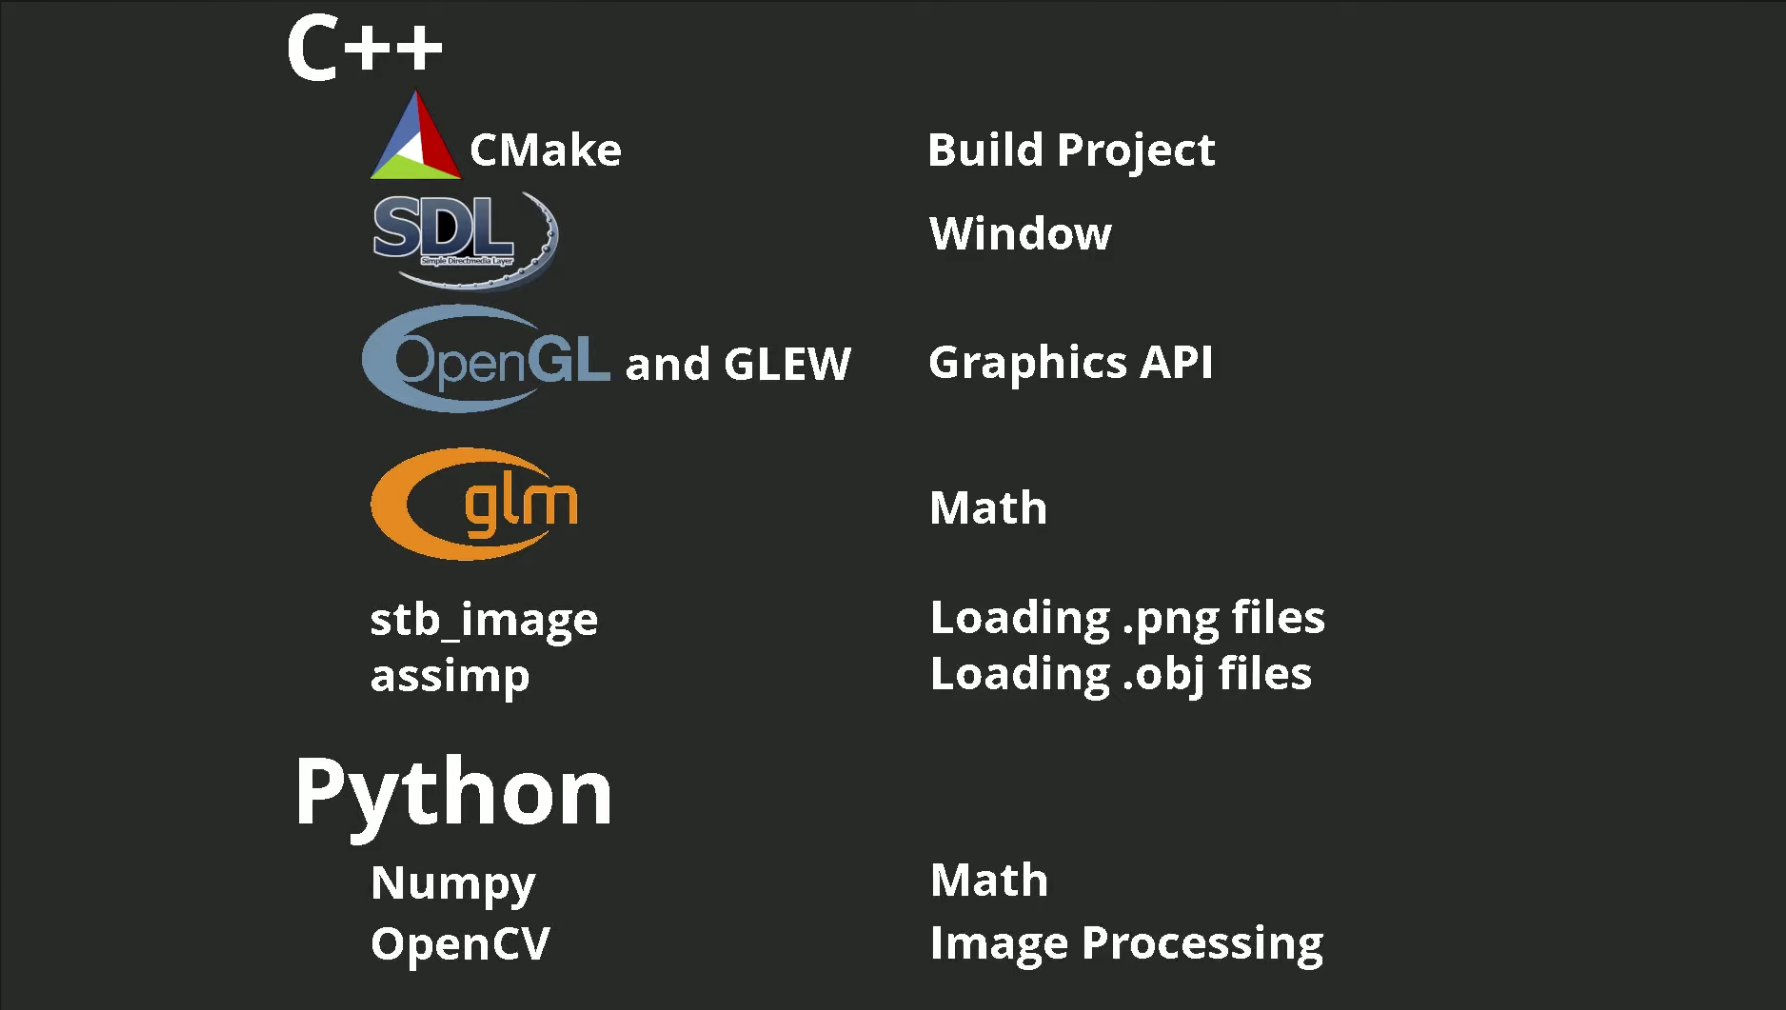 C++
CMake Build Project
SDL Window
Simple Directmedia Layer
OpenGL and GLEW Graphics API
glm Math
stb_image Loading .png files
assimp Loading .obj files
Python
Numpy Math
OpenCV Image Processing